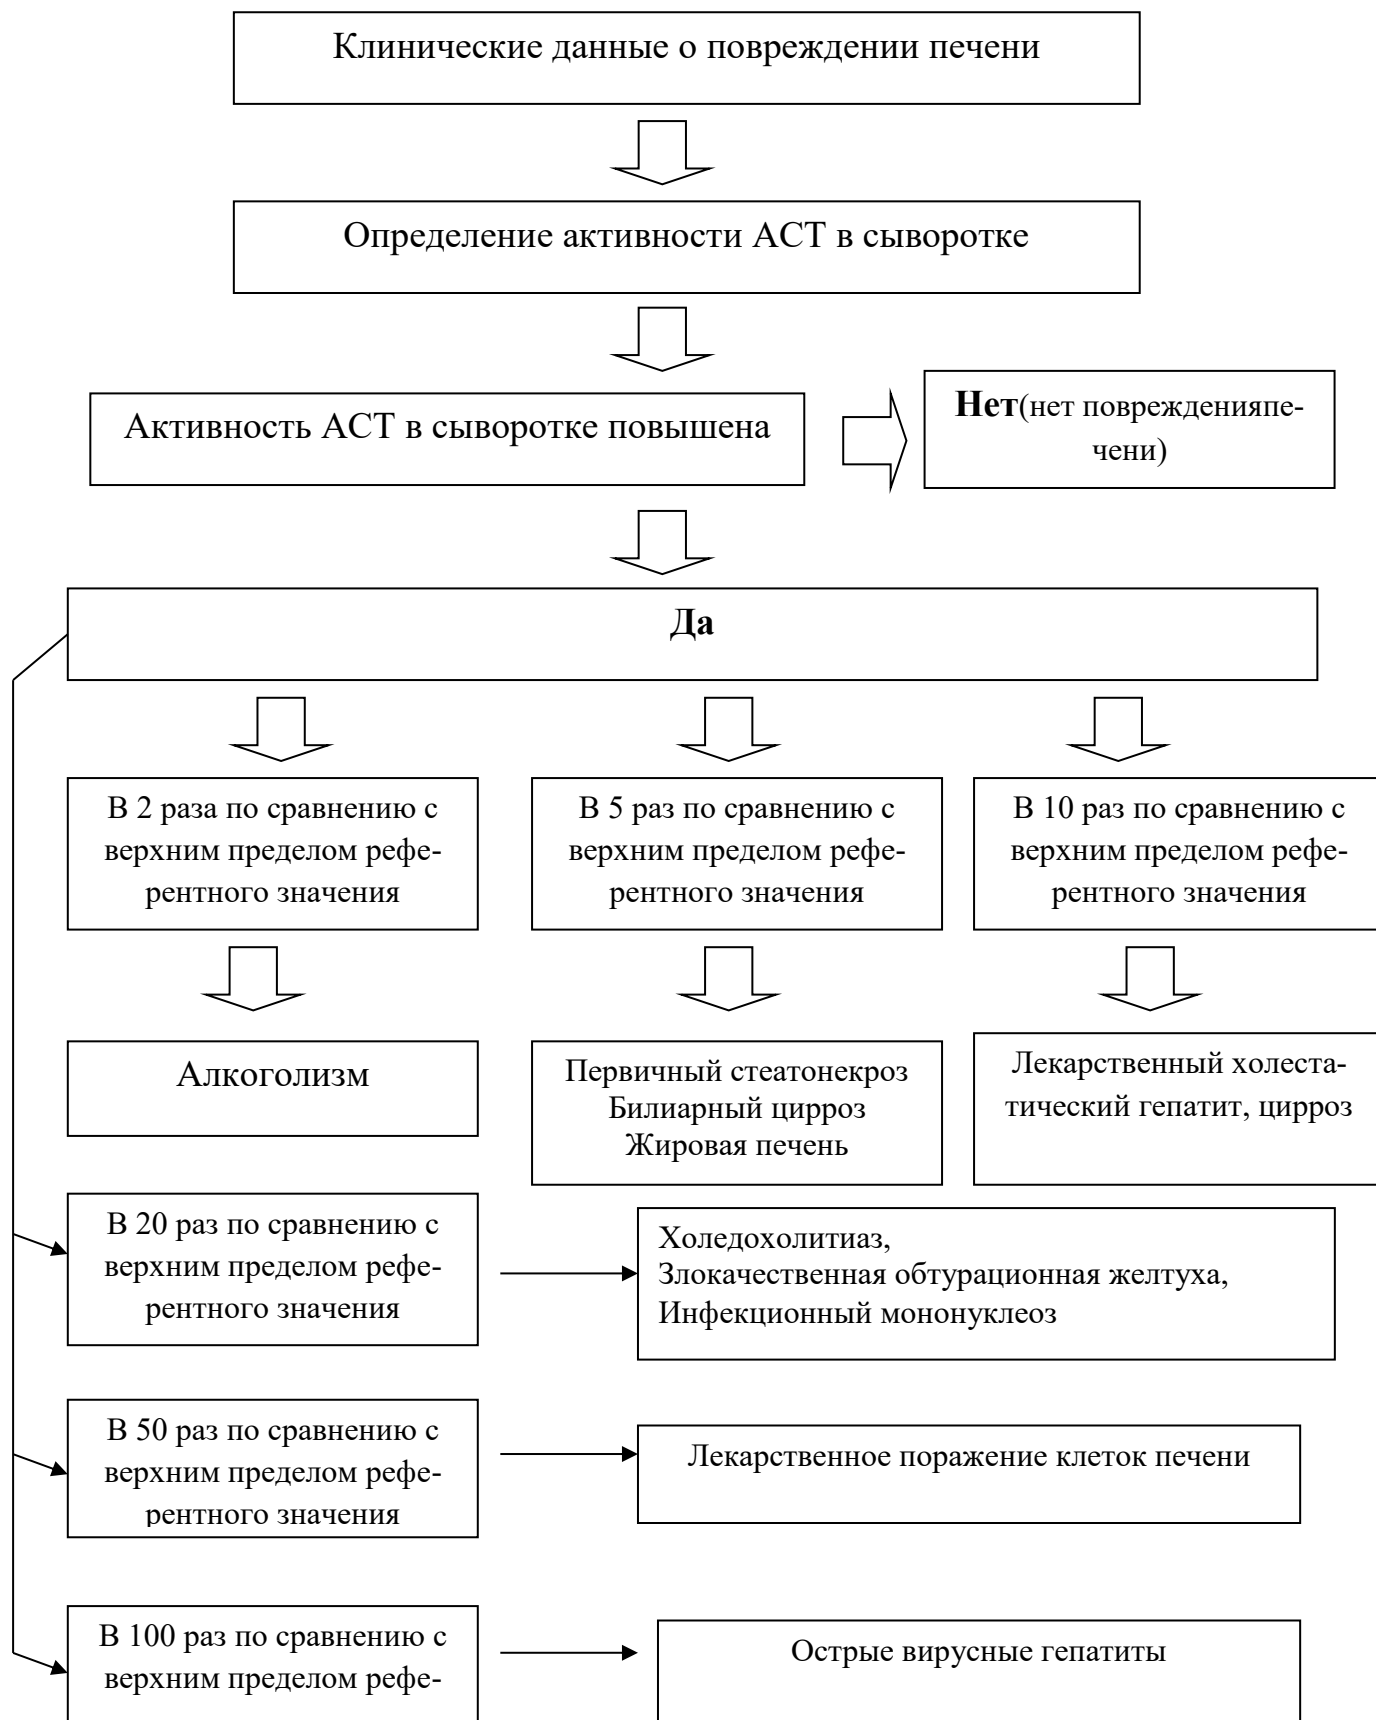 Клинические данные о повреждении печени
Определение активности АСТ в сыворотке
Активность АСТ в сыворотке повышена
Нет(нет поврежденияпе-
чени)
Да
В 2 раза по сравнению с
верхним пределом рефе-
рентного значения
В 5 раз по сравнению с
верхним пределом рефе-
рентного значения
В 10 раз по сравнению с
верхним пределом рефе-
рентного значения
Алкоголизм
Первичный стеатонекроз
Билиарный цирроз
Жировая печень
Лекарственный холеста-
тический гепатит, цирроз
В 20 раз по сравнению с
верхним пределом рефе-
рентного значения
Холедохолитиаз,
Злокачественная обтурационная желтуха,
Инфекционный мононуклеоз
В 50 раз по сравнению с
верхним пределом рефе-
рентного значения
Лекарственное поражение клеток печени
В 100 раз по сравнению с
верхним пределом рефе-
Острые вирусные гепатиты